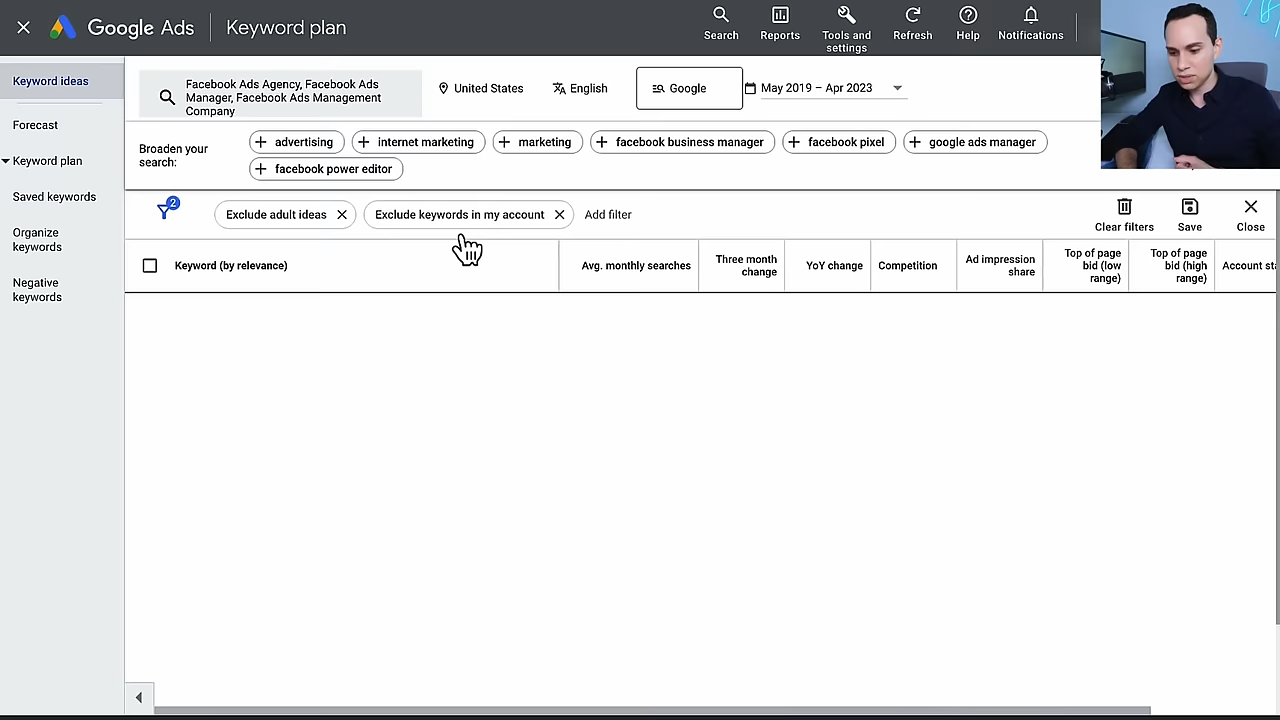 Google Ads
Keyword plan
Search
Reports
Tools and
settings
Refresh
Help
Notifications
Keyword ideas
Forecast
Keyword plan
Saved keywords
Organize
keywords
Negative
keywords
Facebook Ads Agency, Facebook Ads
Manager, Facebook Ads Management
Company
United States
English
Google
May 2019 – Apr 2023
Broaden your
search:
advertising
internet marketing
marketing
facebook business manager
facebook pixel
google ads manager
facebook power editor
2
Exclude adult ideas
Exclude keywords in my account
Add filter
Clear filters
Save
Close
Keyword (by relevance)
Avg. monthly searches
Three month
change
YoY change
Competition
Ad impression
share
Top of page
bid (low
range)
Top of page
bid (high
range)
Account sta